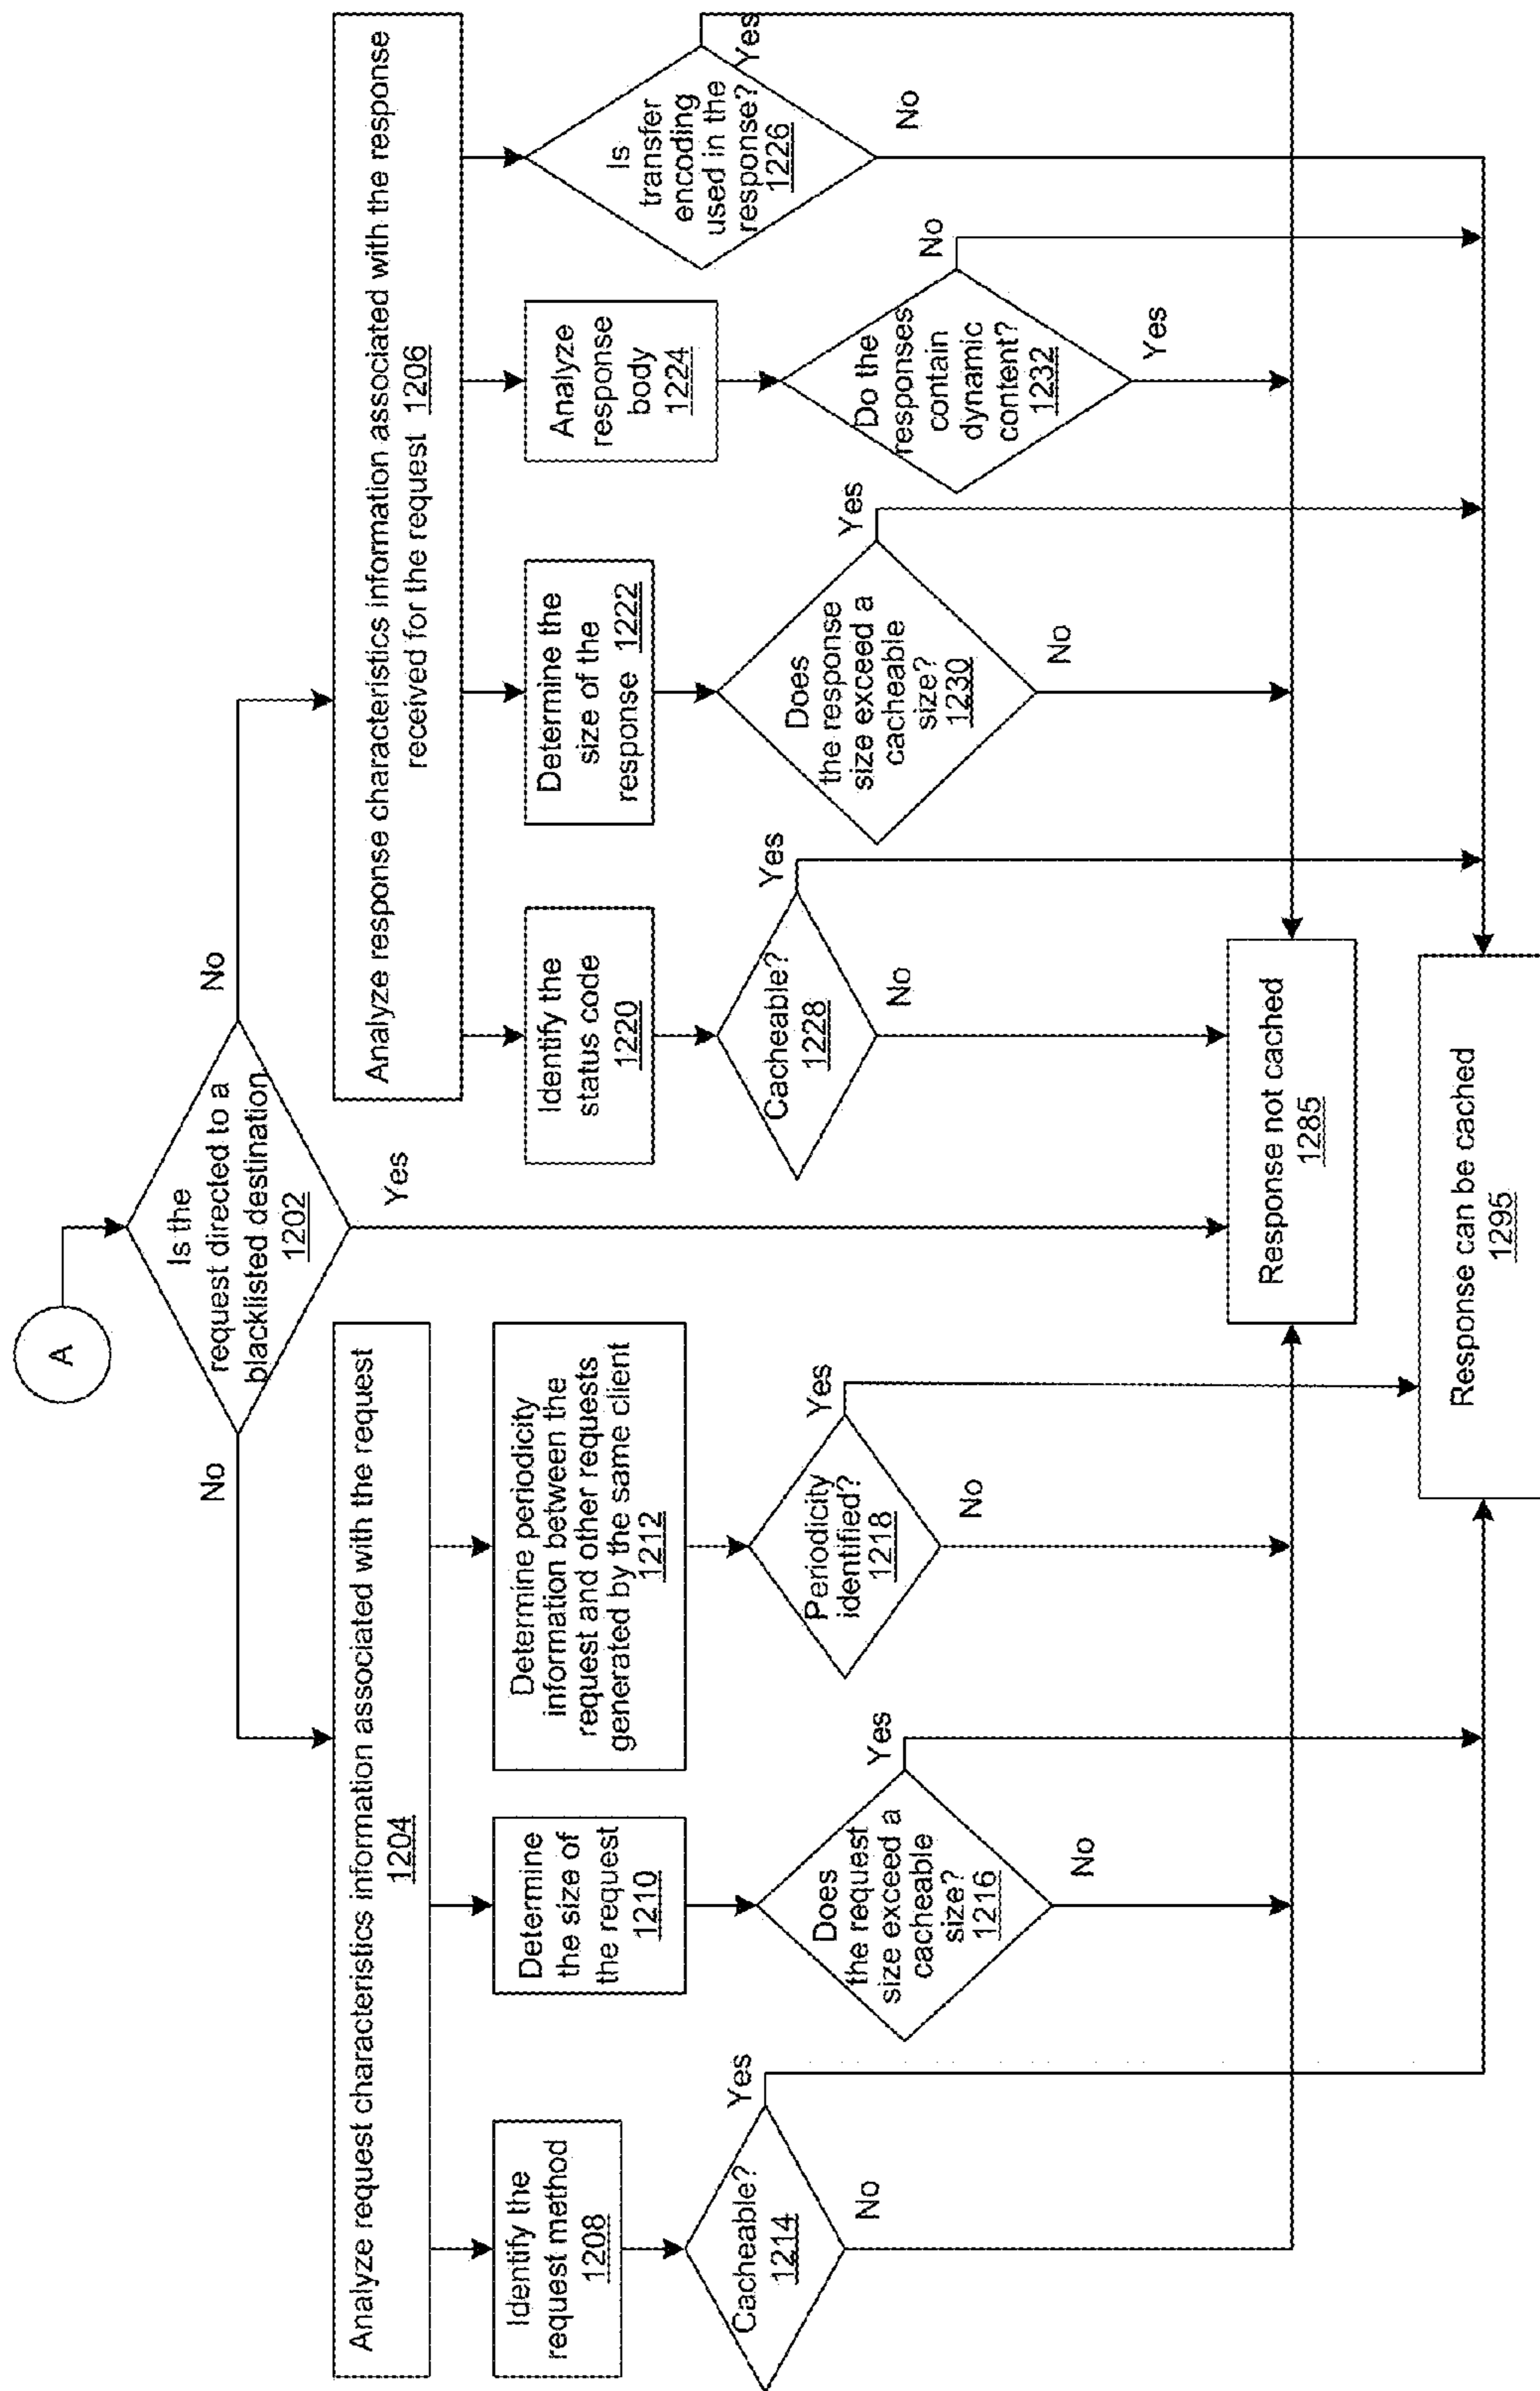 A
Is the
request directed to a
blacklisted destination
1202
No
No
Yes
Analyze request characteristics information associated with the request
1204
Analyze response characteristics information associated with the response
received for the request 1206
Identify the
request method
1208
Determine
the size of
the request
1210
Determine periodicity
information between the
request and other requests
generated by the same client
1212
Identify the
status code
1220
Determine the
size of the
response 1222
Analyze
response
body
1224
Is
transfer
encoding
used in the
response?
1226
Yes
No
Cacheable?
1214
Yes
No
Does
the request
size exceed a
cacheable
size?
1216
Yes
No
Periodicity
identified?
1218
Yes
No
Cacheable?
1228
Yes
No
Does
the response
size exceed a
cacheable
size?
1230
Yes
No
Do the
responses
contain
dynamic
content?
1232
No
Yes
Response not cached
1285
Response can be cached
1295